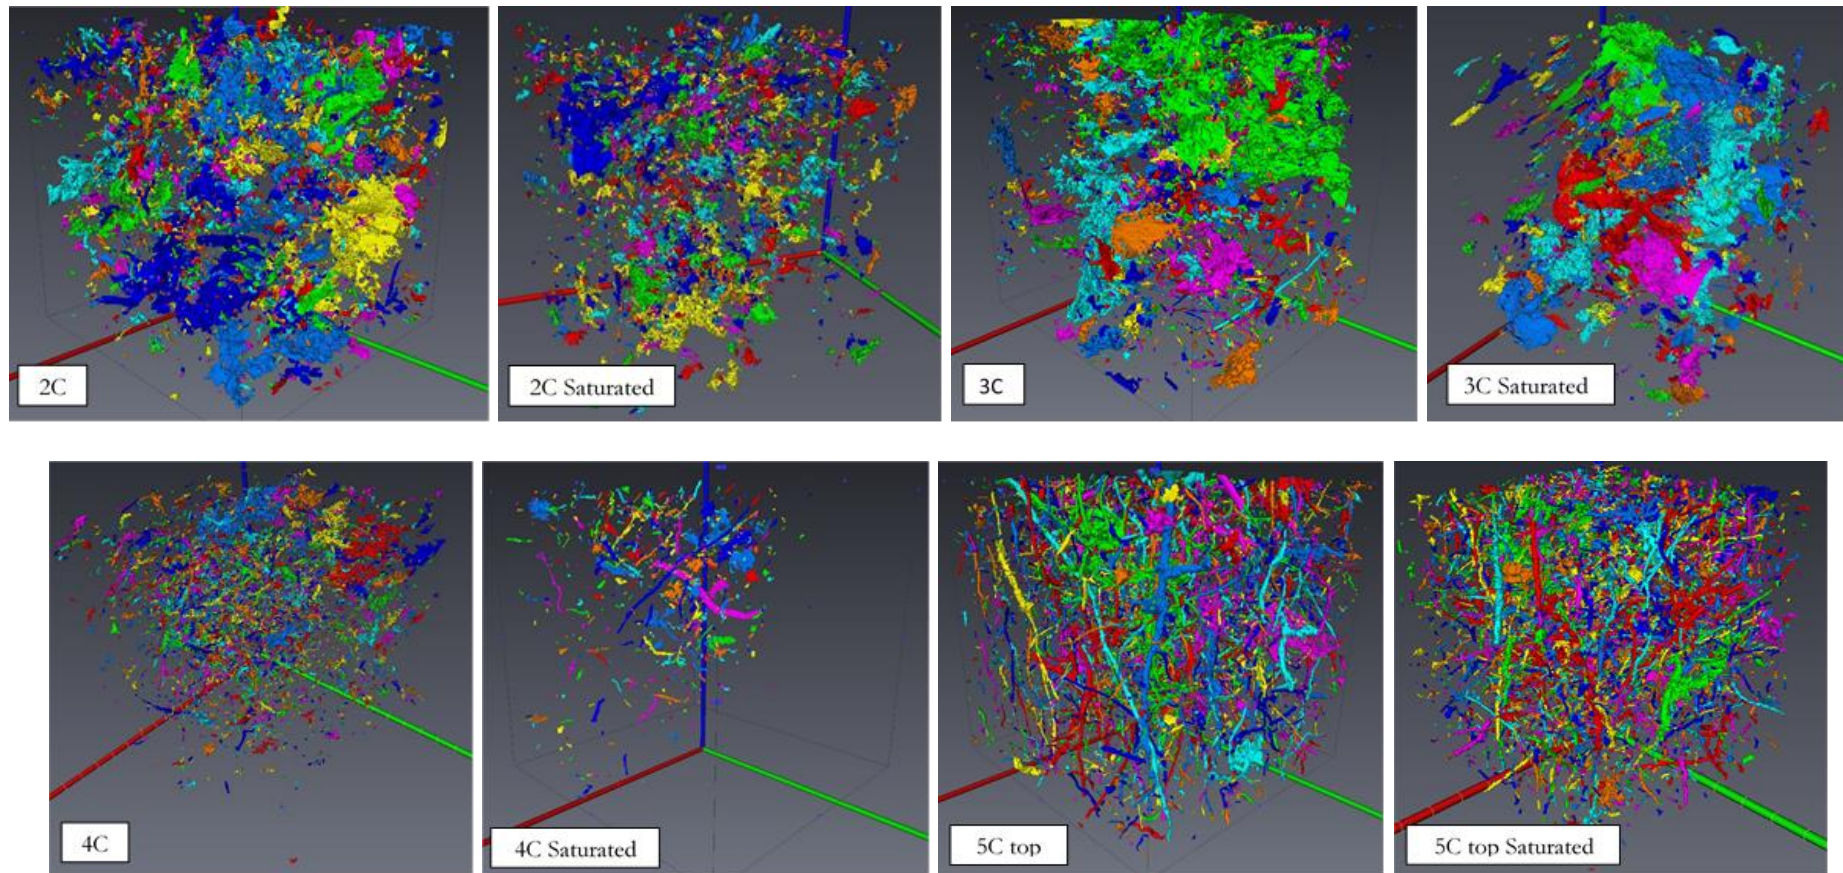 2C
2C Saturated
3C
3C Saturated
4C
4C Saturated
5C top
5C top Saturated